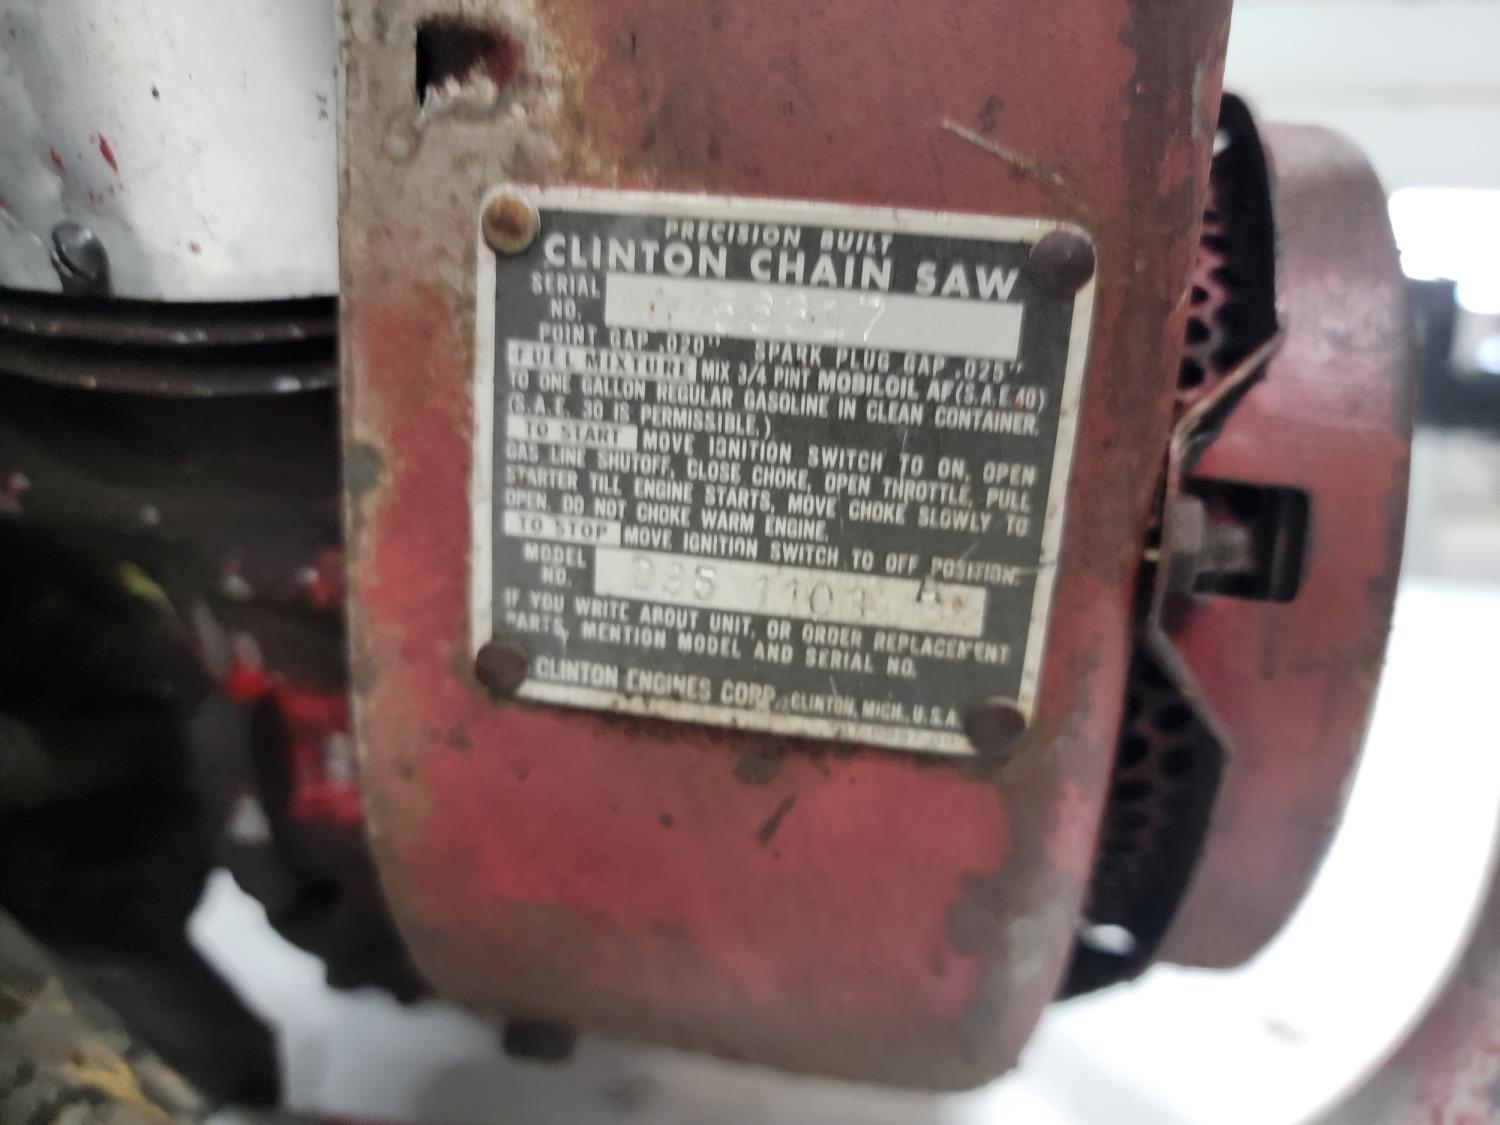 PRECISION BUILT
CLINTON CHAIN SAW
SERIAL
NO.
POINT GAP .020" SPARK PLUG GAP .025"
FUEL MIXTURE MIX 3/4 PINT MOBILOIL AF (S.A.E. 40)
TO ONE GALLON REGULAR GASOLINE IN CLEAN CONTAINER.
(S.A.E. 30 IS PERMISSIBLE.)
TO START MOVE IGNITION SWITCH TO ON, OPEN
GAS LINE SHUTOFF, CLOSE CHOKE, OPEN THROTTLE, PULL
STARTER TILL ENGINE STARTS, MOVE CHOKE SLOWLY TO
OPEN, DO NOT CHOKE WARM ENGINE.
TO STOP MOVE IGNITION SWITCH TO OFF POSITION.
MODEL
NO.
IF YOU WRITE ABOUT UNIT, OR ORDER REPLACEMENT
PARTS, MENTION MODEL AND SERIAL NO.
CLINTON ENGINES CORP., CLINTON, MICH., U.S.A.